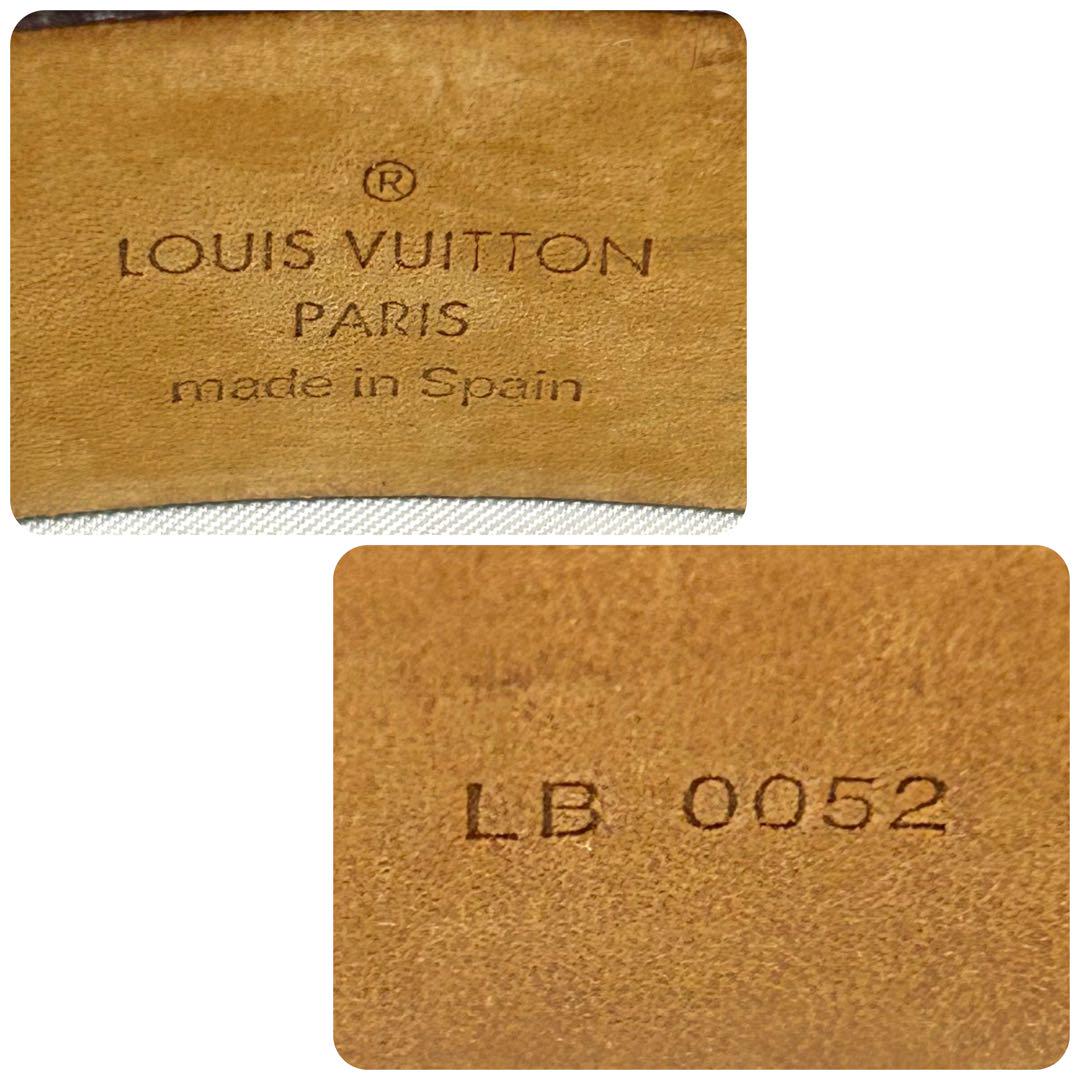 ®
LOUIS VUITTON
PARIS
made in Spain
LB 0052